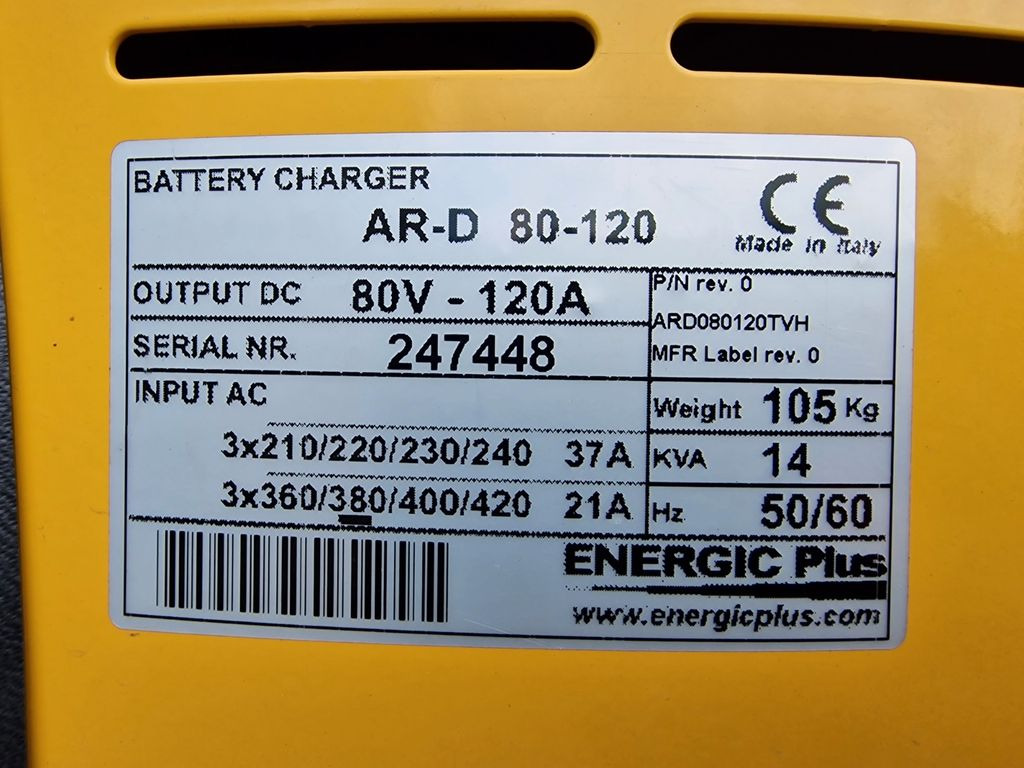 BATTERY CHARGER
AR-D 80-120
CE
Made in Italy
OUTPUT DC 80V - 120A
P/N rev. 0
ARD080120TVH
SERIAL NR. 247448
MFR Label rev. 0
INPUT AC
Weight 105 Kg
3x210/220/230/240 37A
KVA 14
3x360/380/400/420 21A
Hz 50/60
ENERGIC Plus
www.energicplus.com